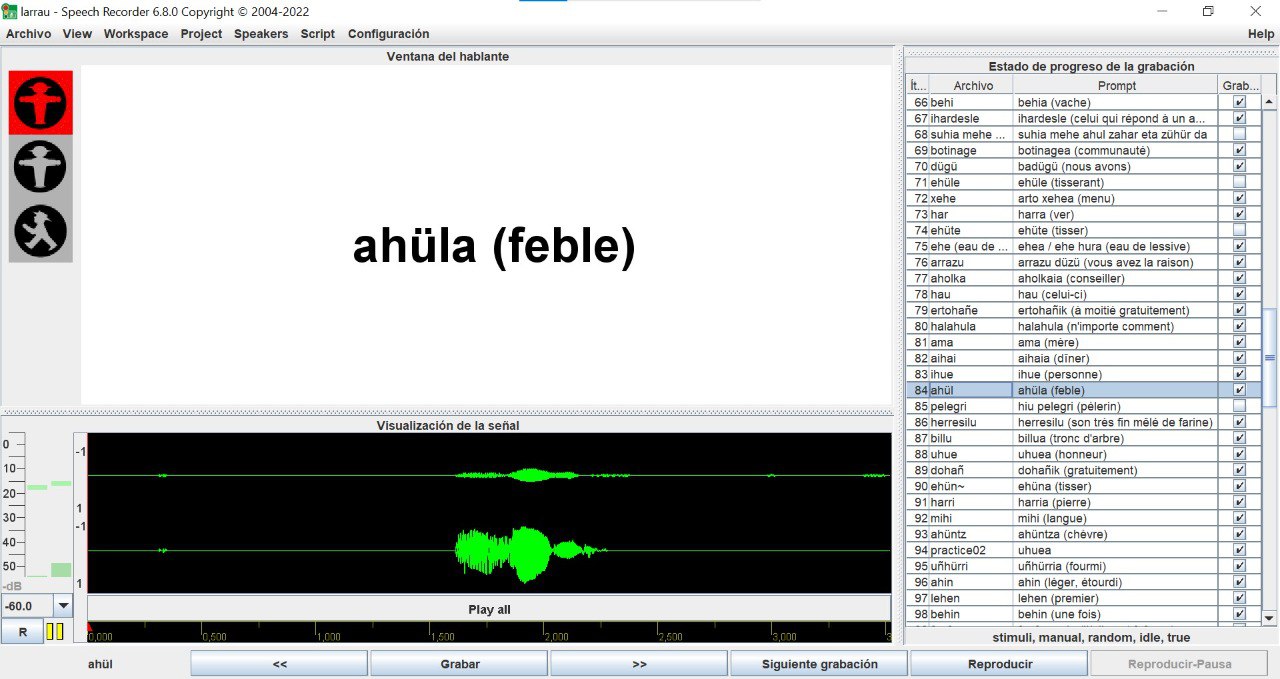 larrau - Speech Recorder 6.8.0 Copyright © 2004-2022
Archivo View Workspace Project Speakers Script Configuración Help
Ventana del hablante
ahüla (feble)
Visualización de la señal
0
10
20
30
40
50
-dB
-60.0
R
-1
1
-1
1
Play all
0,000 0,500 1,000 1,500 2,000 2,500 3,000
Estado de progreso de la grabación
Ít... Archivo Prompt Grab...
66 behi behia (vache)
67 ihardesle ihardesle (celui qui répond à un a...
68 suhia mehe ... suhia mehe ahul zahar eta zühür da
69 botinage botinagea (communauté)
70 dügü badügü (nous avons)
71 ehüle ehüle (tisserant)
72 xehe arto xehea (menu)
73 har harra (ver)
74 ehüte ehüte (tisser)
75 ehe (eau de ... ehea / ehe hura (eau de lessive)
76 arrazu arrazu düzü (vous avez la raison)
77 aholka aholkaia (conseiller)
78 hau hau (celui-ci)
79 ertohañe ertohañik (à moitié gratuitement)
80 halahula halahula (n'importe comment)
81 ama ama (mère)
82 aihai aihaia (dîner)
83 ihue ihue (personne)
84 ahül ahüla (feble)
85 pelegri hiu pelegri (pèlerin)
86 herresilu herresilu (son très fin mêlé de farine)
87 billu billua (tronc d'arbre)
88 uhue uhuea (honneur)
89 dohañ dohañik (gratuitement)
90 ehün~ ehüna (tisser)
91 harri harria (pierre)
92 mihi mihi (langue)
93 ahüntz ahüntza (chèvre)
94 practice02 uhuea
95 uñhürri uñhürria (fourmi)
96 ahin ahin (léger, étourdi)
97 lehen lehen (premier)
98 behin behin (une fois)
stimuli, manual, random, idle, true
ahül << Grabar >> Siguiente grabación Reproducir Reproducir-Pausa